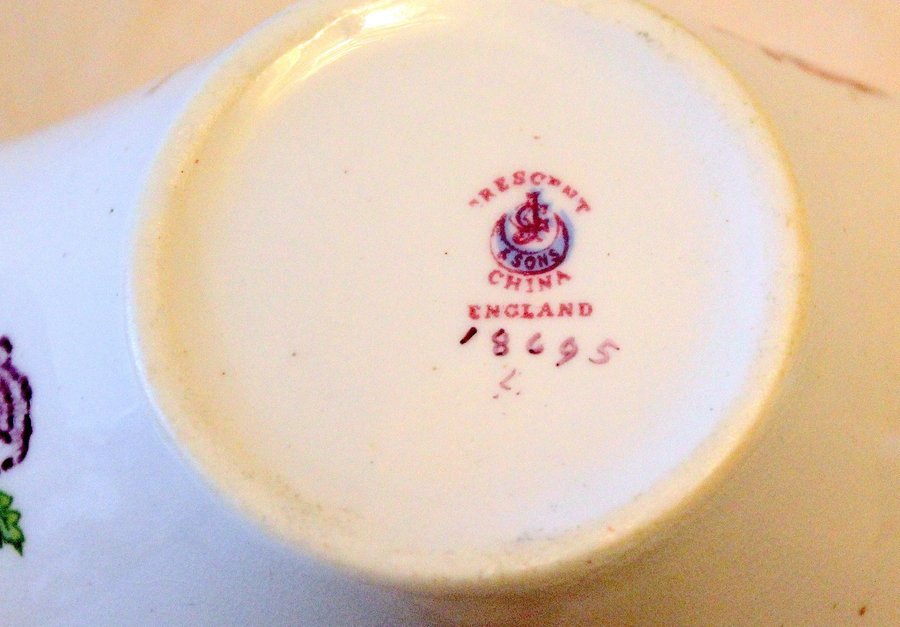 CRESCENT
& SONS
CHINA
ENGLAND
18695